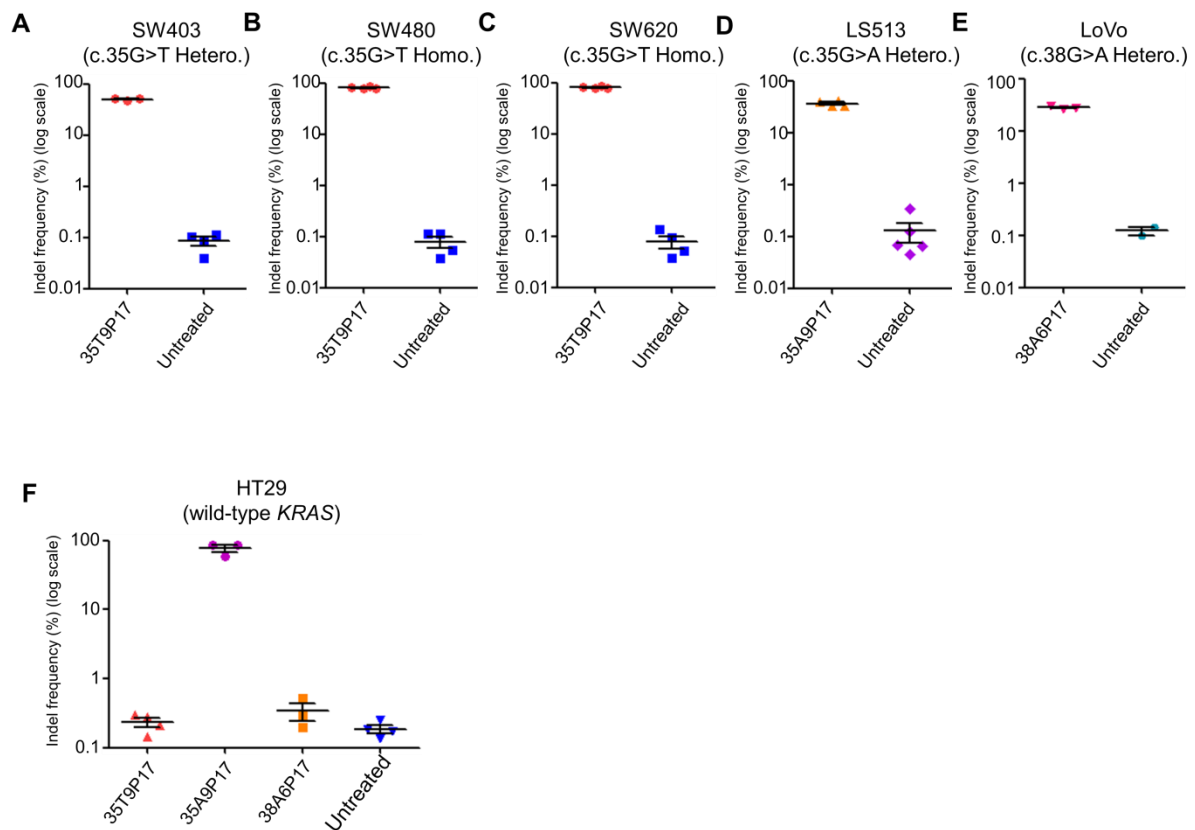 A
SW403
(c.35G>T Hetero.)
Indel frequency (%) (log scale)
100
10
1
0.1
0.01
35T9P17
Untreated
B
SW480
(c.35G>T Homo.)
Indel frequency (%) (log scale)
100
10
1
0.1
0.01
35T9P17
Untreated
C
SW620
(c.35G>T Homo.)
Indel frequency (%) (log scale)
100
10
1
0.1
0.01
35T9P17
Untreated
D
LS513
(c.35G>A Hetero.)
Indel frequency (%) (log scale)
100
10
1
0.1
0.01
35A9P17
Untreated
E
LoVo
(c.38G>A Hetero.)
Indel frequency (%) (log scale)
100
10
1
0.1
0.01
38A6P17
Untreated
F
HT29
(wild-type KRAS)
Indel frequency (%) (log scale)
100
10
1
0.1
35T9P17
35A9P17
38A6P17
Untreated